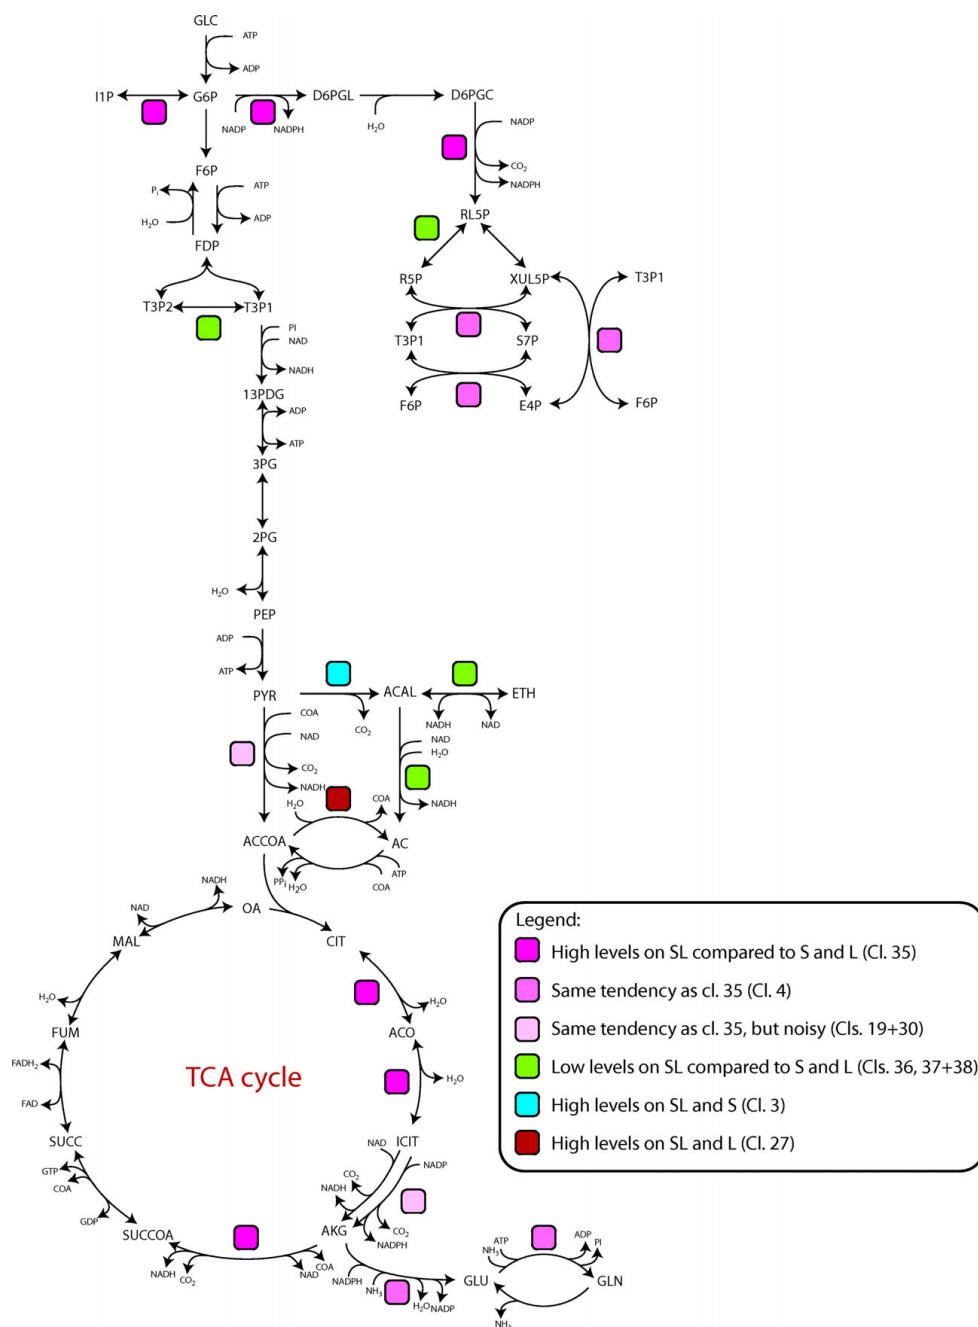 GLC
ATP
ADP
I1P
G6P
D6PGL
D6PGC
NADP
NADPH
H₂O
NADP
CO₂
NADPH
F6P
Pᵢ
ATP
H₂O
ADP
RL5P
FDP
R5P
XUL5P
T3P1
T3P2
T3P1
PI
NAD
NADH
T3P1
S7P
13PDG
F6P
E4P
F6P
ADP
ATP
3PG
2PG
H₂O
PEP
ADP
ATP
PYR
ACAL
ETH
COA
NAD
CO₂
NADH
CO₂
NADH
NAD
NAD
H₂O
NADH
H₂O
COA
ACCOA
AC
PPᵢ
H₂O
COA
ATP
NADH
NAD
OA
MAL
CIT
H₂O
H₂O
FUM
ACO
FADH₂
TCA cycle
H₂O
FAD
SUCC
ICIT
GTP
COA
GDP
NAD
NADP
CO₂
NADH
CO₂
NADPH
SUCCOA
AKG
NADH
CO₂
NAD
COA
NADPH
NH₃
H₂O
NADP
GLU
GLN
ATP
NH₃
ADP
PI
NH₃
Legend:
High levels on SL compared to S and L (Cl. 35)
Same tendency as cl. 35 (Cl. 4)
Same tendency as cl. 35, but noisy (Cls. 19+30)
Low levels on SL compared to S and L (Cls. 36, 37+38)
High levels on SL and S (Cl. 3)
High levels on SL and L (Cl. 27)